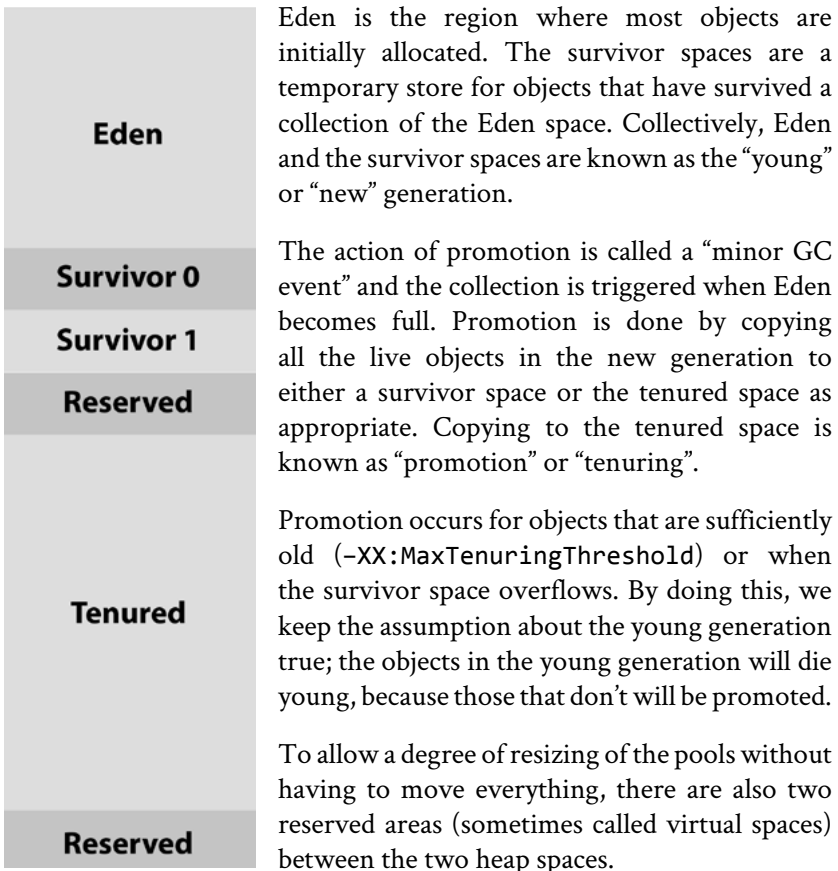 Eden
Survivor 0
Survivor 1
Reserved
Tenured
Reserved
Eden is the region where most objects are
initially allocated. The survivor spaces are a
temporary store for objects that have survived a
collection of the Eden space. Collectively, Eden
and the survivor spaces are known as the “young”
or “new” generation.
The action of promotion is called a “minor GC
event” and the collection is triggered when Eden
becomes full. Promotion is done by copying
all the live objects in the new generation to
either a survivor space or the tenured space as
appropriate. Copying to the tenured space is
known as “promotion” or “tenuring”.
Promotion occurs for objects that are sufficiently
old (–XX:MaxTenuringThreshold) or when
the survivor space overflows. By doing this, we
keep the assumption about the young generation
true; the objects in the young generation will die
young, because those that don’t will be promoted.
To allow a degree of resizing of the pools without
having to move everything, there are also two
reserved areas (sometimes called virtual spaces)
between the two heap spaces.